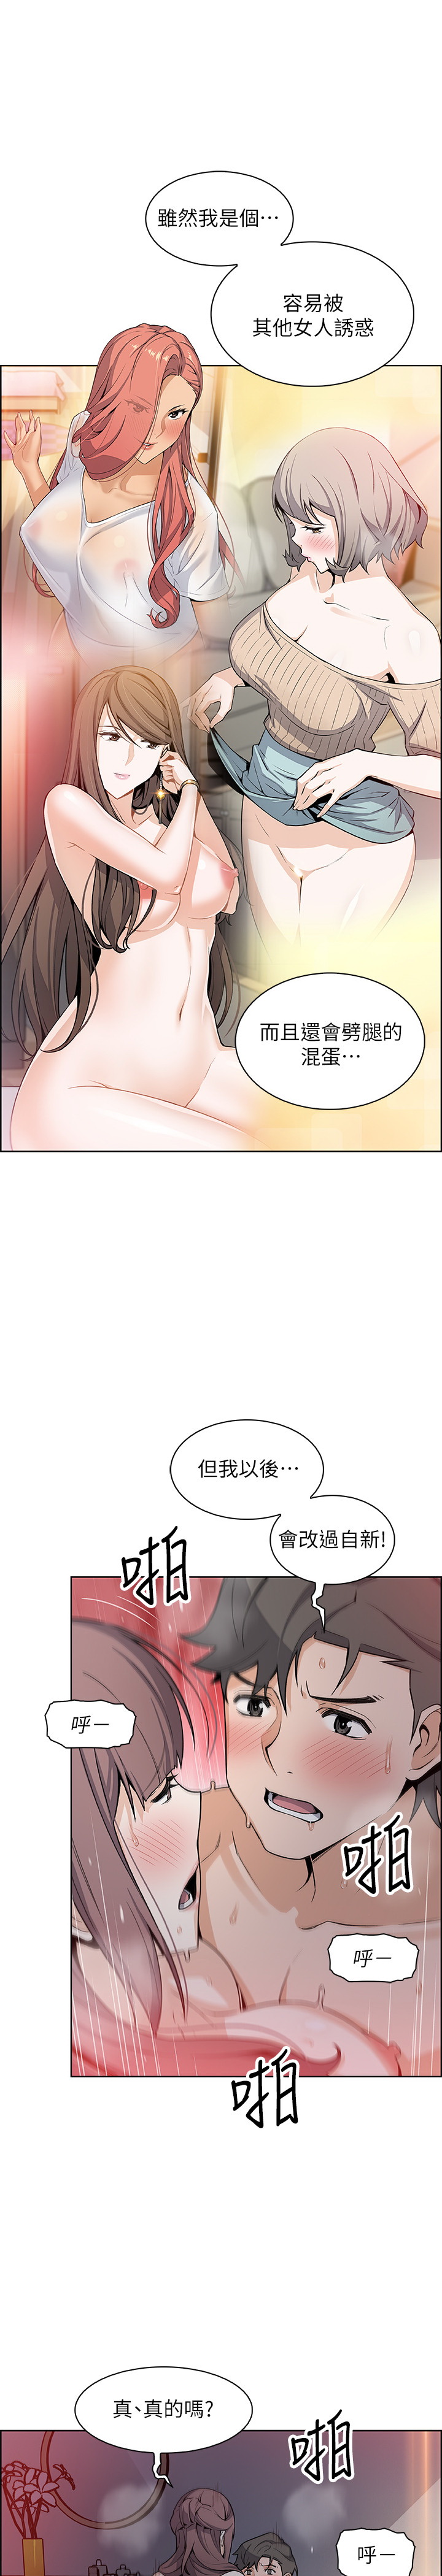 雖然我是個⋯
容易被
其他女人誘惑
而且還會劈腿的
混蛋⋯
但我以後⋯
會改過自新!
啪
呼—
啪
呼—
啪
真、真的嗎?
啪
呼—